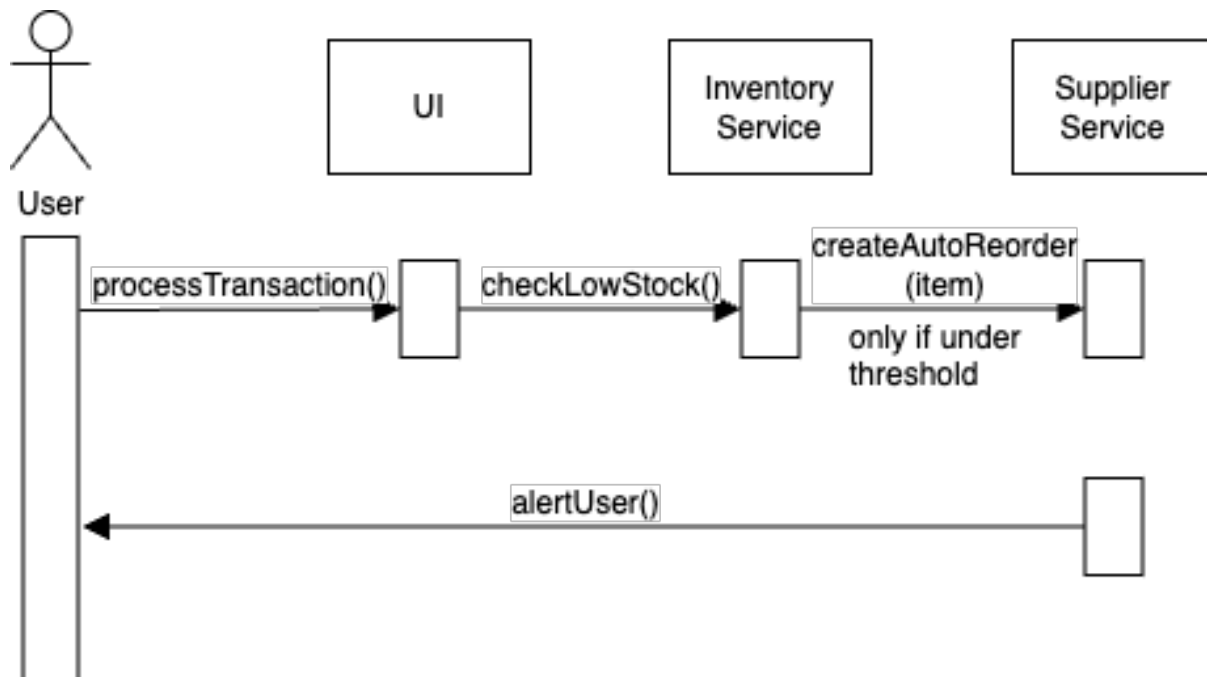 UI
Inventory
Service
Supplier
Service
User
processTransaction()
checkLowStock()
createAutoReorder
(item)
only if under
threshold
alertUser()